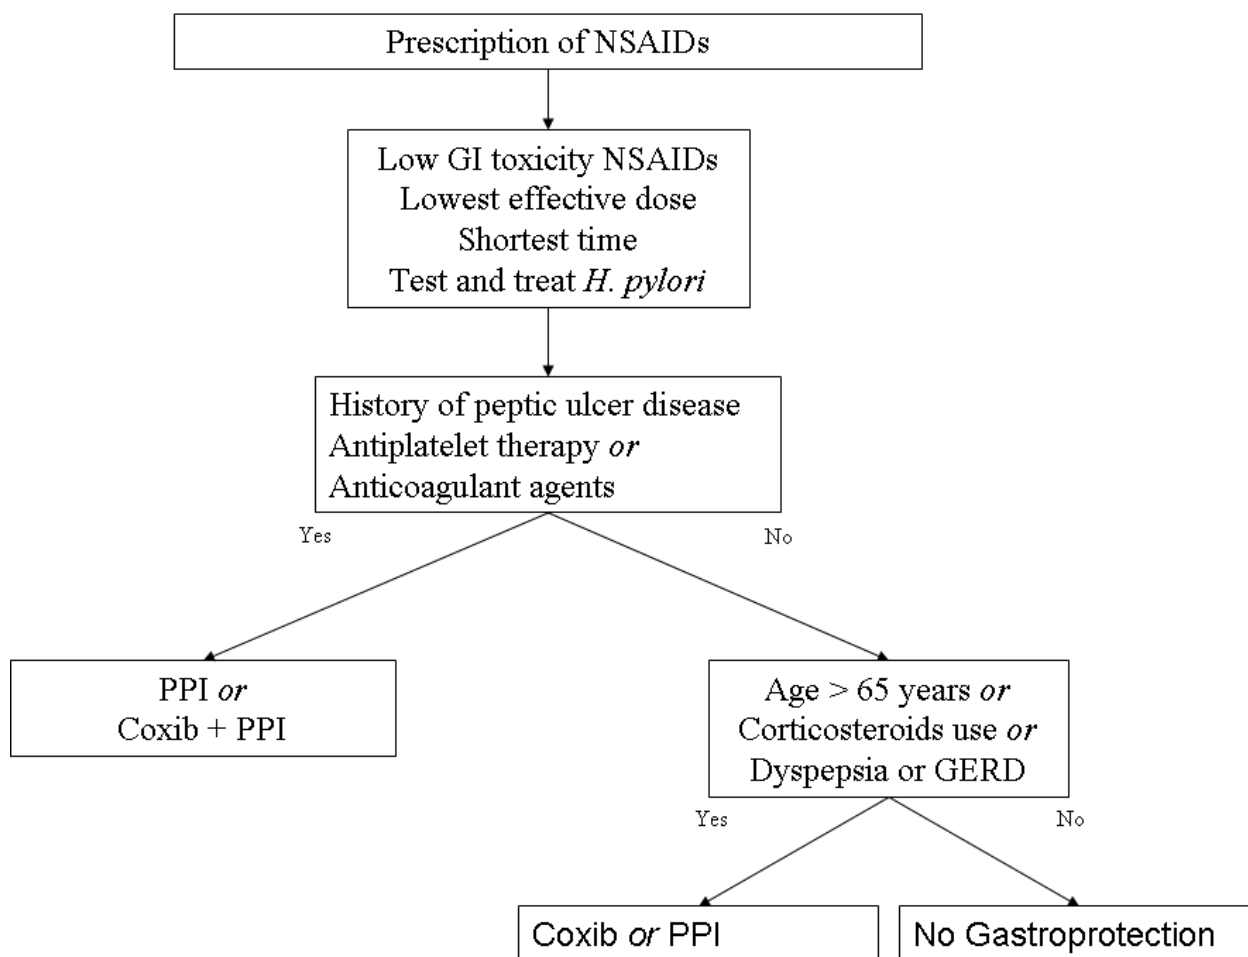 Prescription of NSAIDs
Low GI toxicity NSAIDs
Lowest effective dose
Shortest time
Test and treat H. pylori
History of peptic ulcer disease
Antiplatelet therapy or
Anticoagulant agents
Yes
No
PPI or
Coxib + PPI
Age > 65 years or
Corticosteroids use or
Dyspepsia or GERD
Yes
No
Coxib or PPI
No Gastroprotection